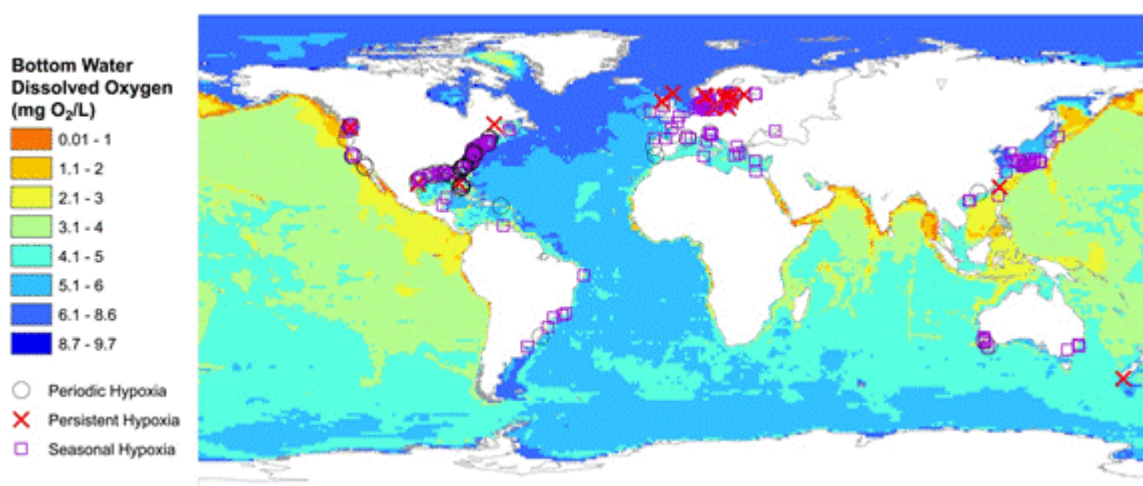 Bottom Water
Dissolved Oxygen
(mg O₂/L)
0.01 - 1
1.1 - 2
2.1 - 3
3.1 - 4
4.1 - 5
5.1 - 6
6.1 - 8.6
8.7 - 9.7
Periodic Hypoxia
Persistent Hypoxia
Seasonal Hypoxia